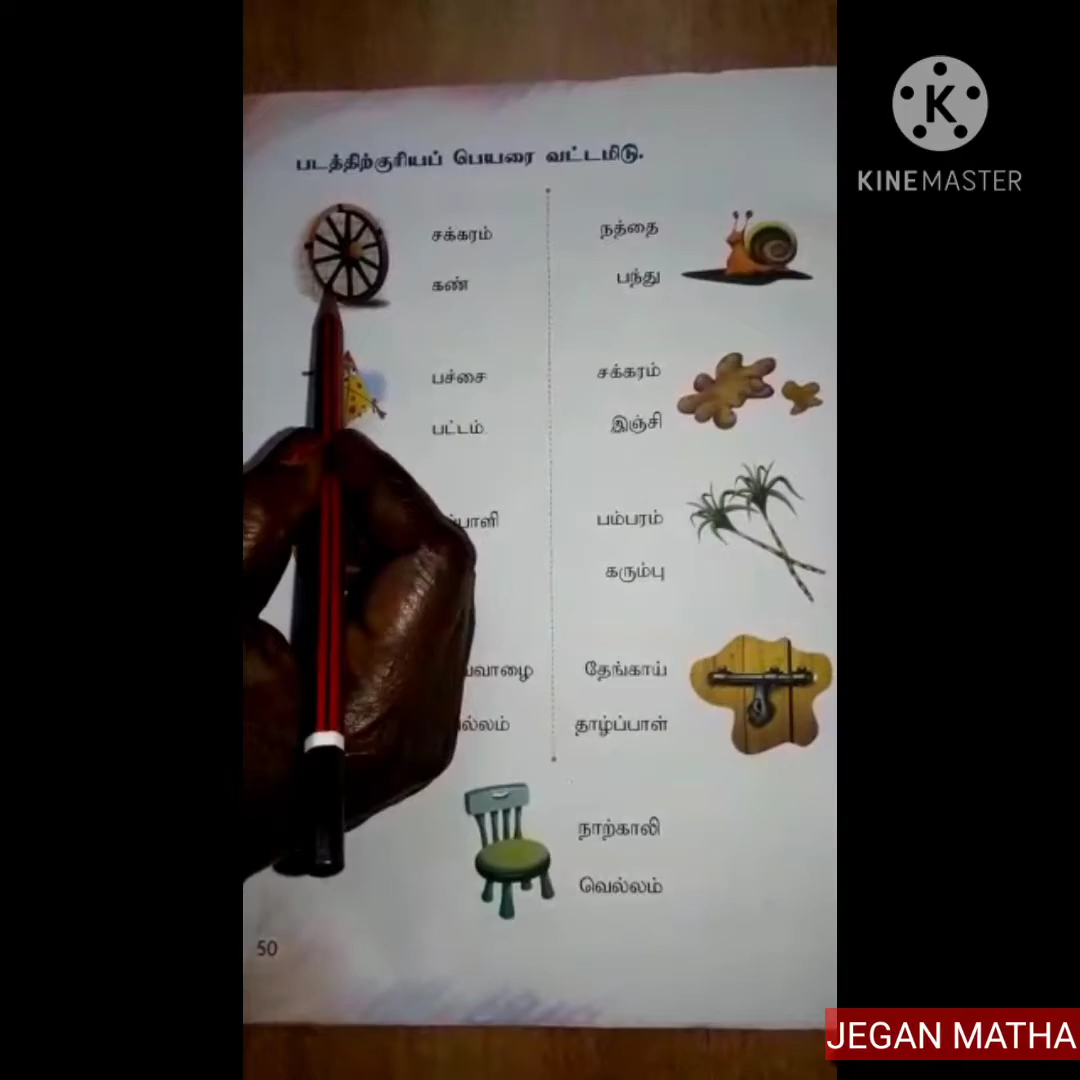 படத்திற்குரியப் பெயரை வட்டமிடு.
சக்கரம்
கண்
பச்சை
பட்டம்
நத்தை
பந்து
சக்கரம்
இஞ்சி
பம்பரம்
கரும்பு
தேங்காய்
தாழ்ப்பாள்
நாற்காலி
வெல்லம்
50
K
KINEMASTER
JEGAN MATHA